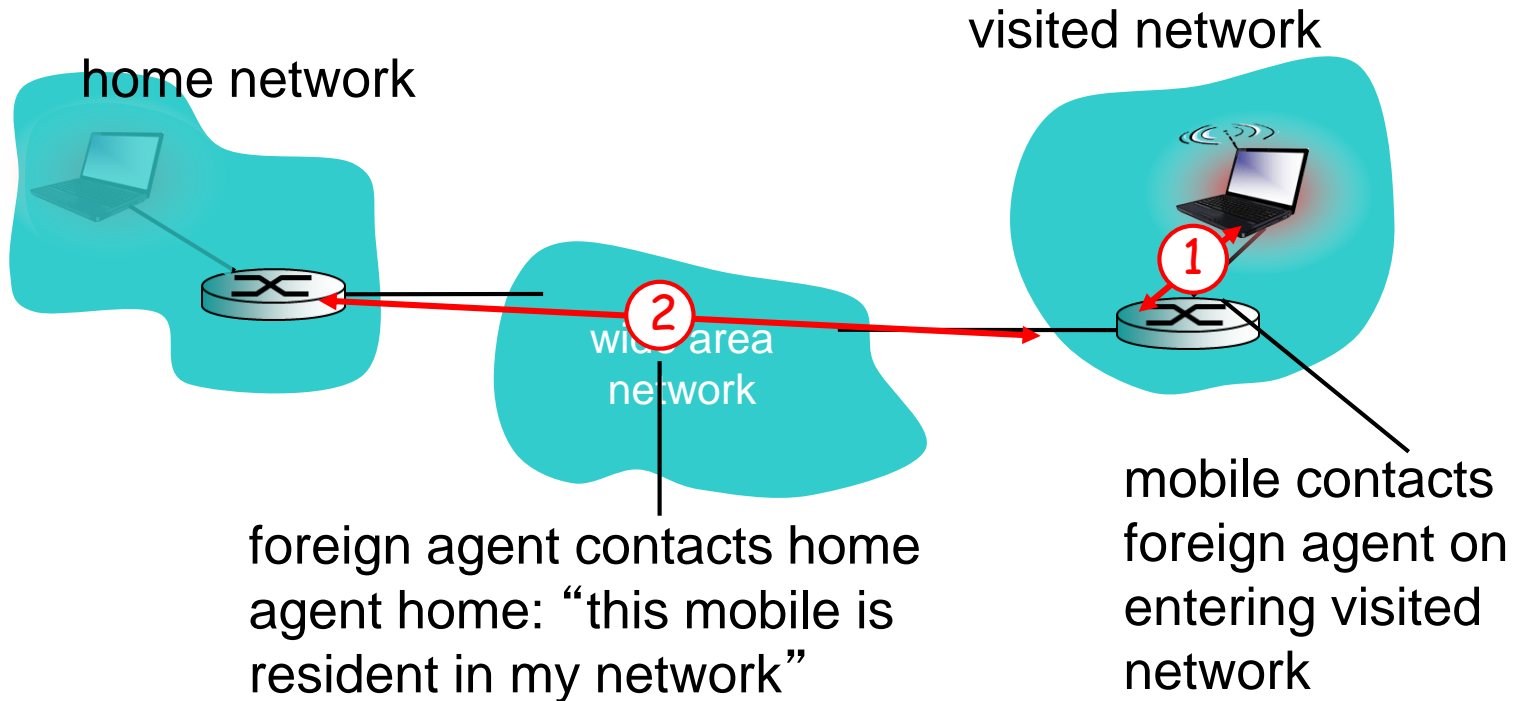 visited network
home network
1
2
wide area
network
mobile contacts
foreign agent on
entering visited
network
foreign agent contacts home
agent home: “this mobile is
resident in my network”